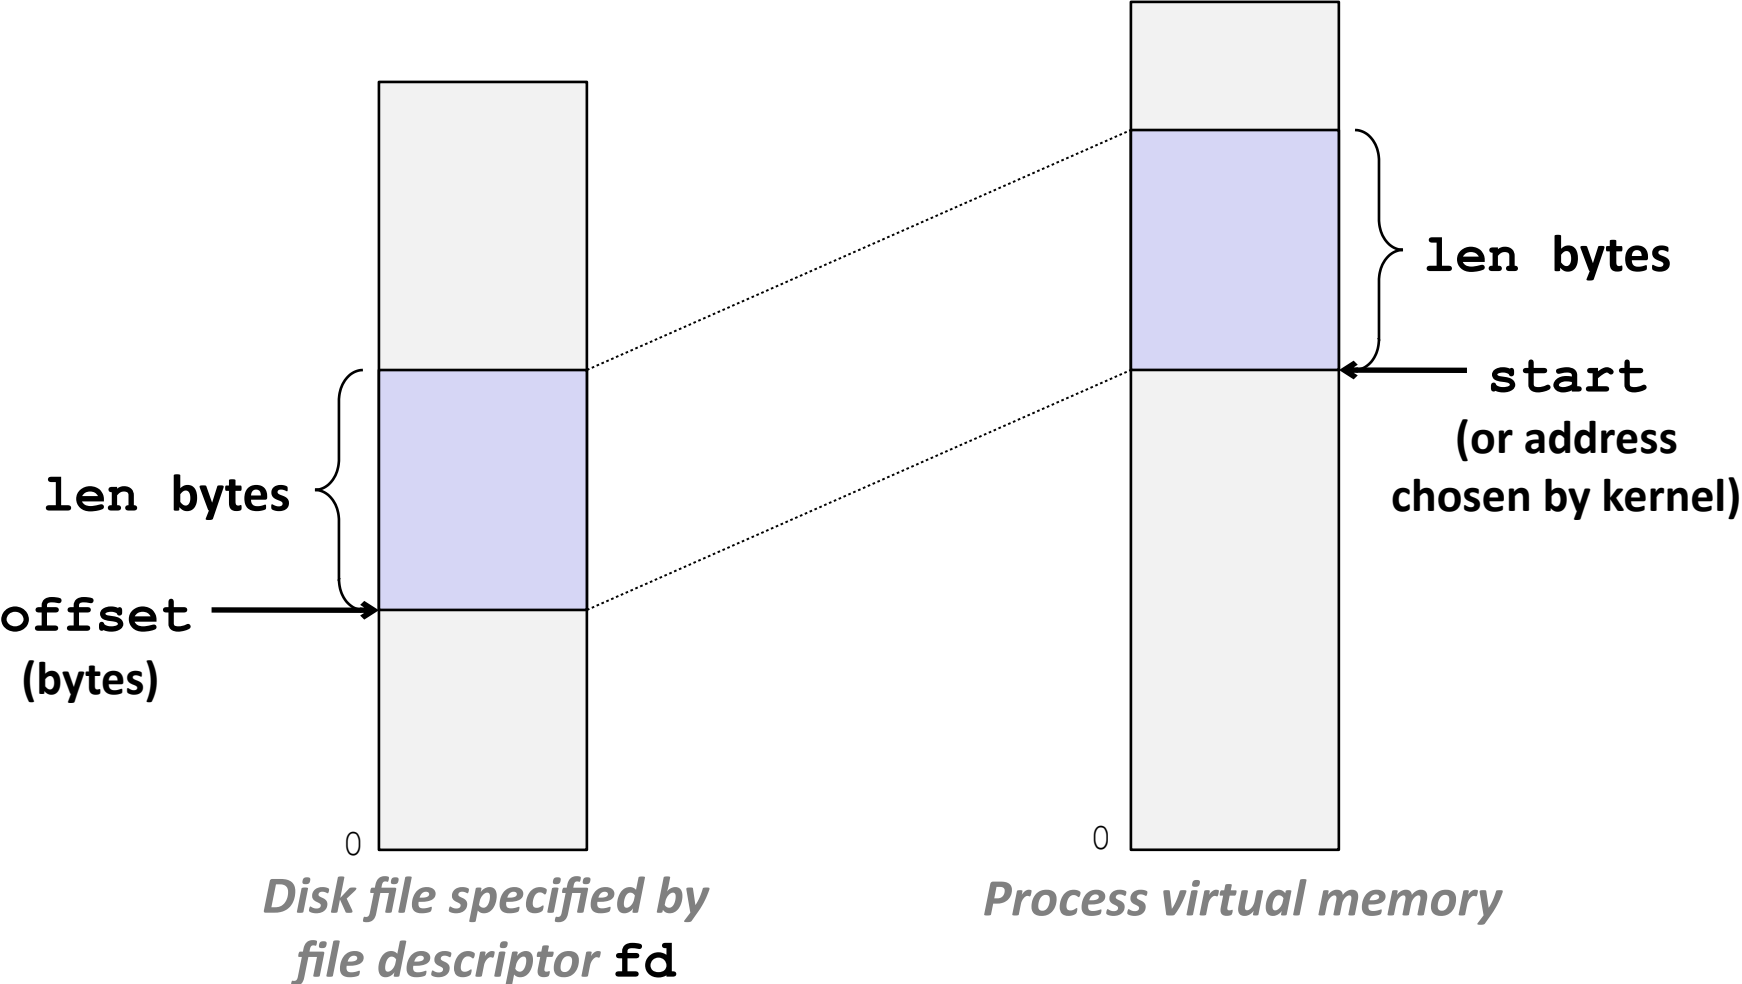 len bytes
start
(or address
chosen by kernel)
len bytes
offset
(bytes)
0
0
Disk file specified by
file descriptor fd
Process virtual memory